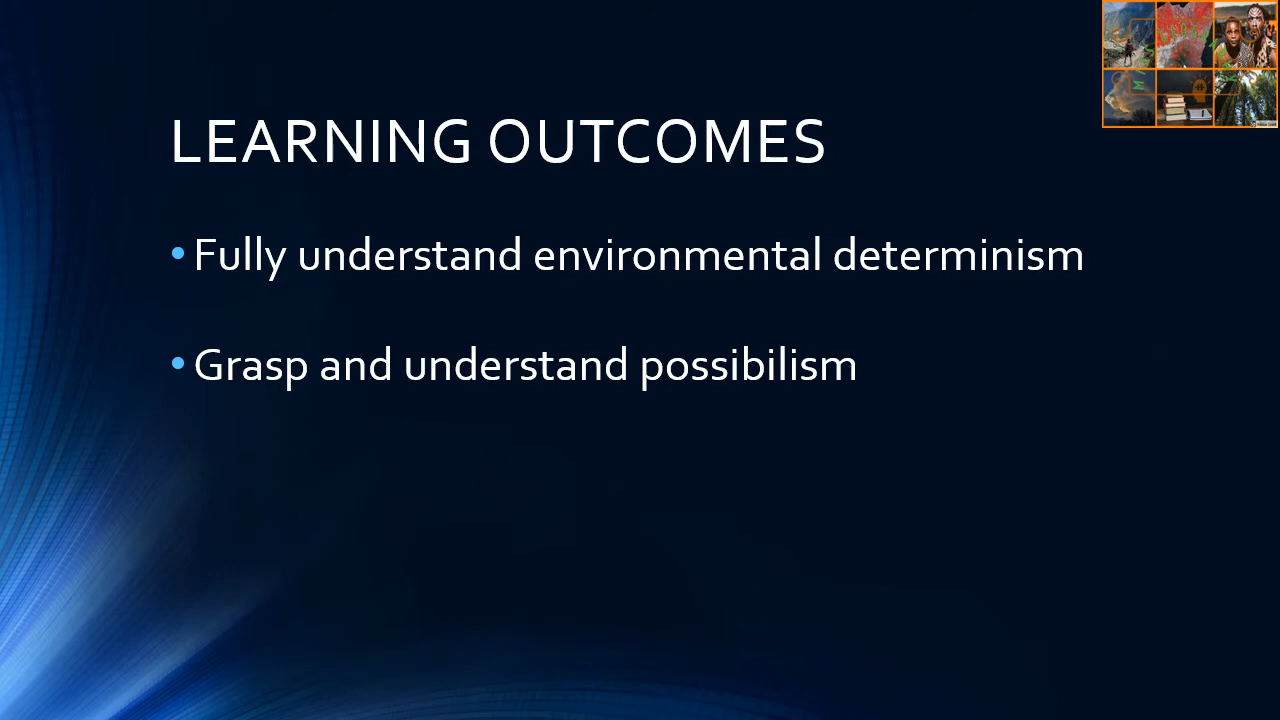 LEARNING OUTCOMES
• Fully understand environmental determinism
• Grasp and understand possibilism